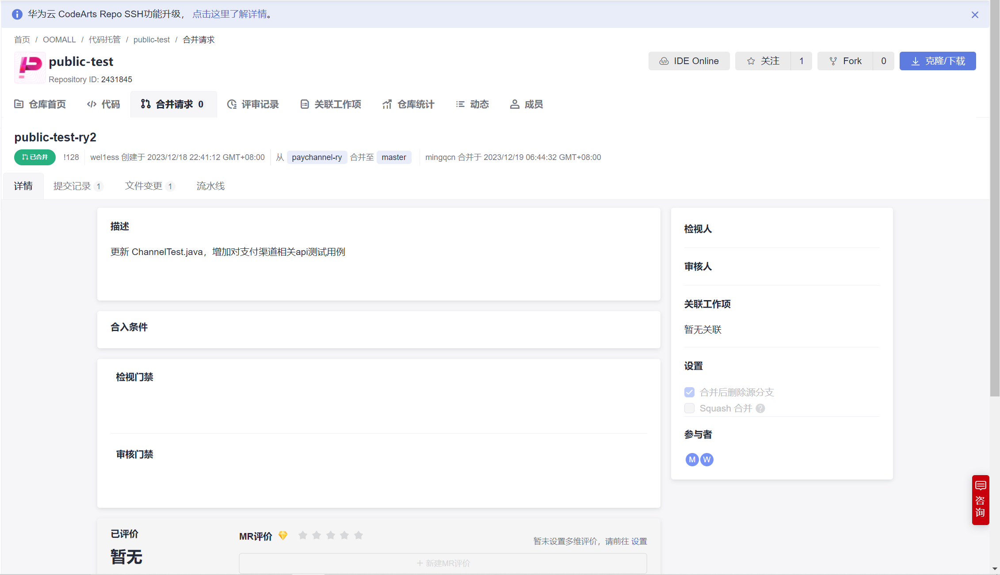 华为云 CodeArts Repo SSH功能升级， 点击这里了解详情。
首页 / OOMALL / 代码托管 / public-test / 合并请求
public-test
Repository ID: 2431845
IDE Online 关注 1 Fork 0 克隆/下载
仓库首页 代码 合并请求 0 评审记录 关联工作项 仓库统计 动态 成员
public-test-ry2
已合并 !128 wel1ess 创建于 2023/12/18 22:41:12 GMT+08:00 从 paychannel-ry 合并至 master mingqcn 合并于 2023/12/19 06:44:32 GMT+08:00
详情 提交记录 1 文件变更 1 流水线
描述
更新 ChannelTest.java，增加对支付渠道相关api测试用例
合入条件
检视门禁
审核门禁
已评价
暂无
MR评价
暂未设置多维评价，请前往 设置
+ 新建MR评价
检视人
审核人
关联工作项
暂无关联
设置
合并后删除源分支
Squash 合并 ?
参与者
M W
咨询